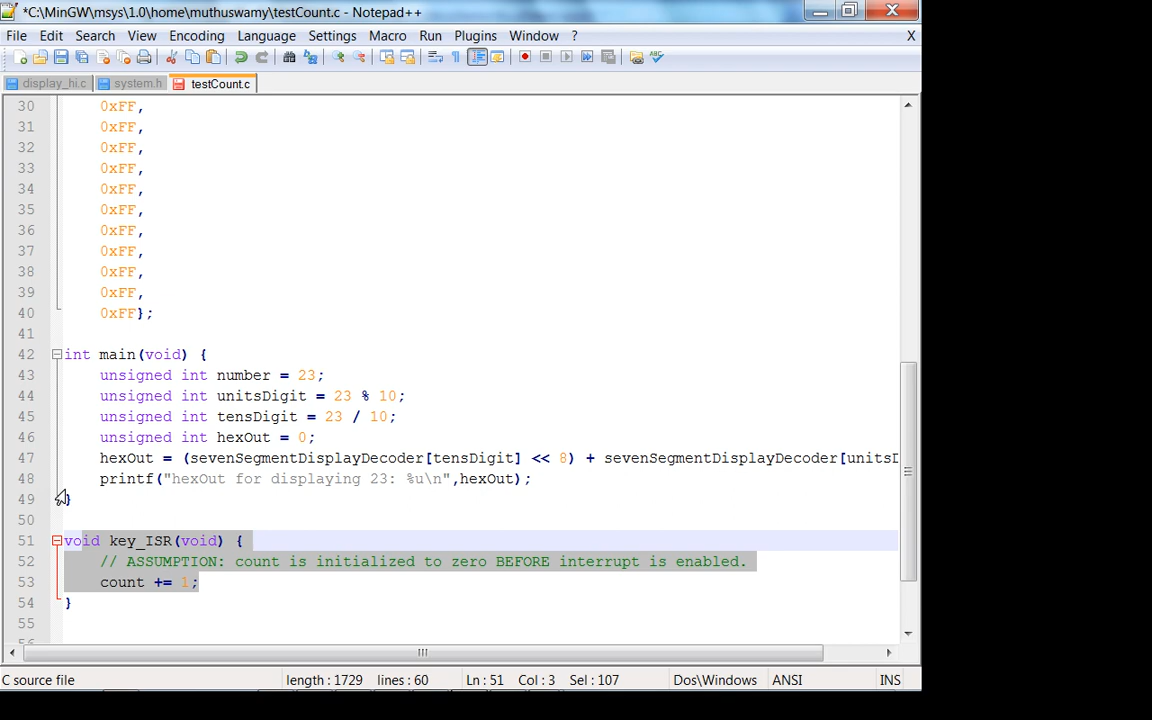 *C:\MinGW\msys\1.0\home\muthuswamy\testCount.c - Notepad++
File Edit Search View Encoding Language Settings Macro Run Plugins Window ? X
display_hi.c system.h testCount.c
30 0xFF,
31 0xFF,
32 0xFF,
33 0xFF,
34 0xFF,
35 0xFF,
36 0xFF,
37 0xFF,
38 0xFF,
39 0xFF,
40 0xFF};
41
42 int main(void) {
43 unsigned int number = 23;
44 unsigned int unitsDigit = 23 % 10;
45 unsigned int tensDigit = 23 / 10;
46 unsigned int hexOut = 0;
47 hexOut = (sevenSegmentDisplayDecoder[tensDigit] << 8) + sevenSegmentDisplayDecoder[units
48 printf("hexOut for displaying 23: %u\n",hexOut);
49 }
50
51 void key_ISR(void) {
52 // ASSUMPTION: count is initialized to zero BEFORE interrupt is enabled.
53 count += 1;
54 }
55
C source file length : 1729 lines : 60 Ln : 51 Col : 3 Sel : 107 Dos\Windows ANSI INS